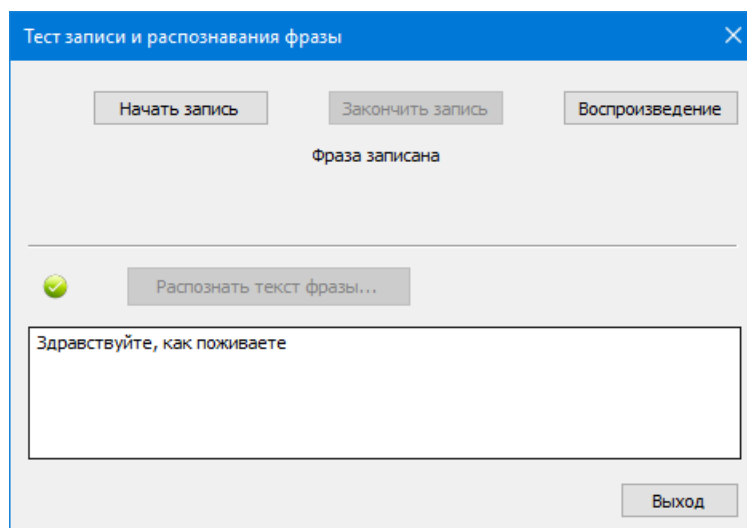 Тест записи и распознавания фразы
Начать запись
Закончить запись
Воспроизведение
Фраза записана
Распознать текст фразы...
Здравствуйте, как поживаете
Выход